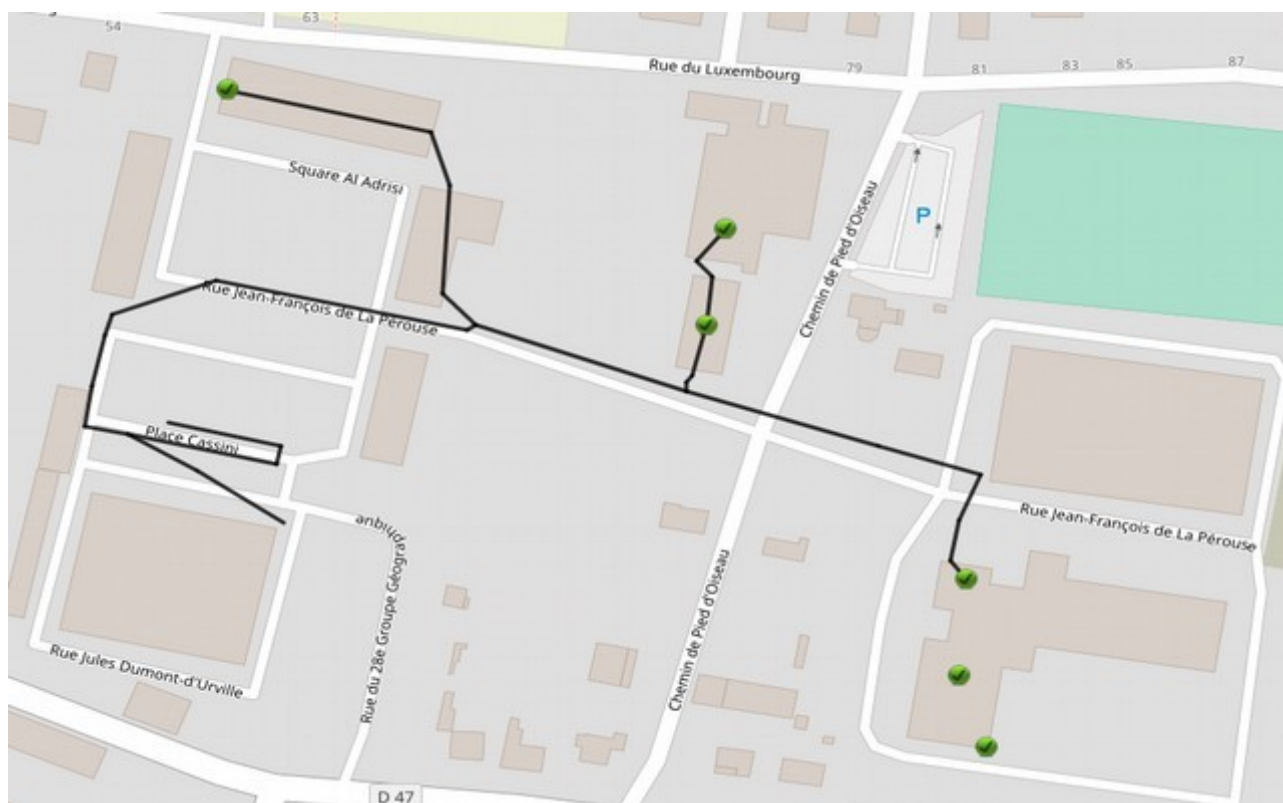 54
63
Rue du Luxembourg
79
81
83
85
87
Square Al Adrisi
P
Chemin de Pied d'Oiseau
Rue Jean-François de La Pérouse
Place Cassini
Rue Jean-François de La Pérouse
Rue du 28e Groupe Géographique
Chemin de Pied d'Oiseau
Rue Jules Dumont-d'Urville
D 47